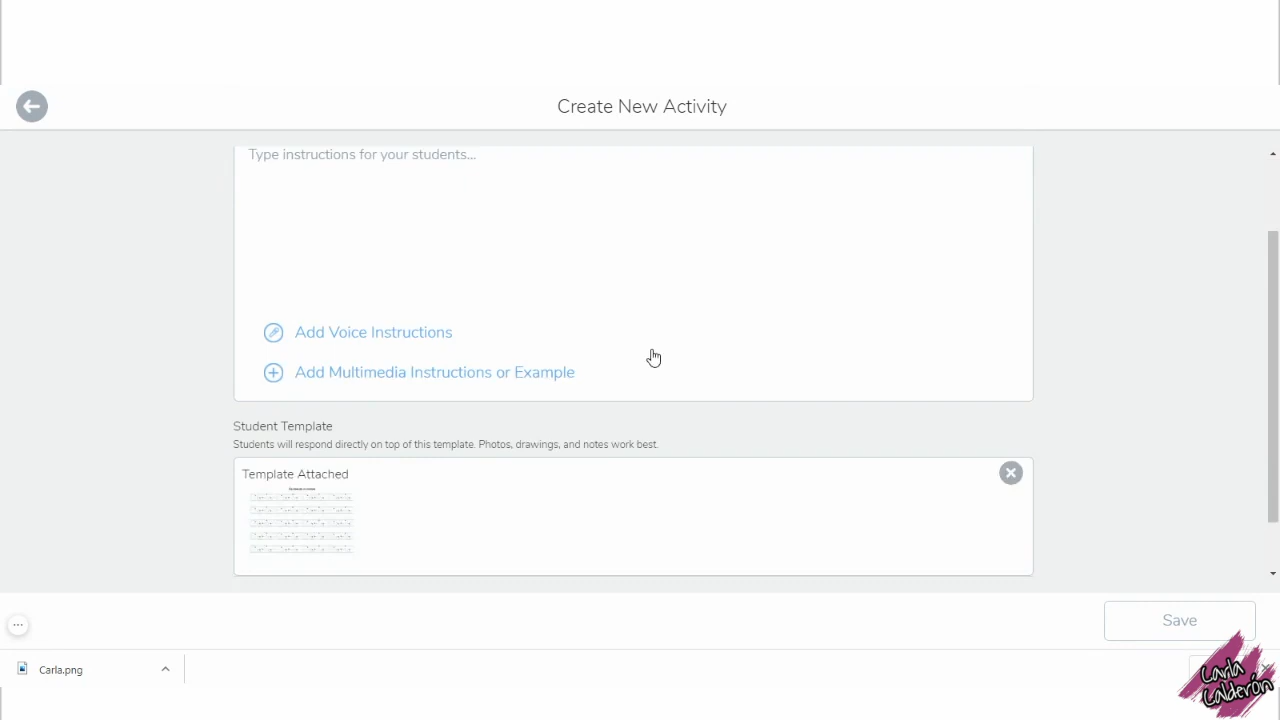 Create New Activity
Type instructions for your students...
Add Voice Instructions
Add Multimedia Instructions or Example
Student Template
Students will respond directly on top of this template. Photos, drawings, and notes work best.
Template Attached
Save
Carla.png
Carla
Calderón